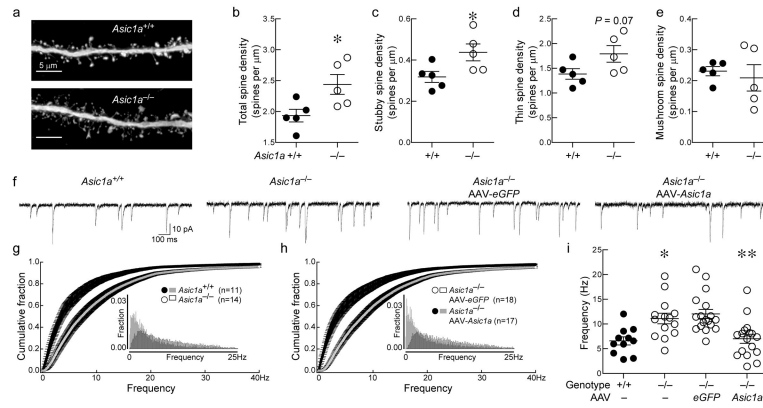 a
Asic1a+/+
5 μm
Asic1a–/–
b
Total spine density
(spines per μm)
3.0
2.5
2.0
1.5
*
Asic1a +/+
–/–
c
Stubby spine density
(spines per μm)
0.6
0.4
0.2
0.0
*
+/+
–/–
d
Thin spine density
(spines per μm)
2.5
2.0
1.5
1.0
0.5
0.0
P = 0.07
+/+
–/–
e
Mushroom spine density
(spines per μm)
0.4
0.3
0.2
0.1
0.0
+/+
–/–
f
Asic1a+/+
10 pA
100 ms
Asic1a–/–
Asic1a–/–
AAV-eGFP
Asic1a–/–
AAV-Asic1a
g
Cumulative fraction
1.0
0.8
0.6
0.4
0.2
0.0
Asic1a+/+ (n=11)
Asic1a–/– (n=14)
Fraction
0.03
0.00
0
Frequency
25Hz
0
10
20
30
40Hz
Frequency
h
Cumulative fraction
1.0
0.8
0.6
0.4
0.2
0.0
Asic1a–/–
AAV-eGFP (n=18)
Asic1a–/–
AAV-Asic1a (n=17)
Fraction
0.03
0.00
0
Frequency
25Hz
0
10
20
30
40Hz
Frequency
i
Frequency (Hz)
25
20
15
10
5
0
*
**
Genotype +/+ –/– –/– –/–
AAV – – eGFP Asic1a